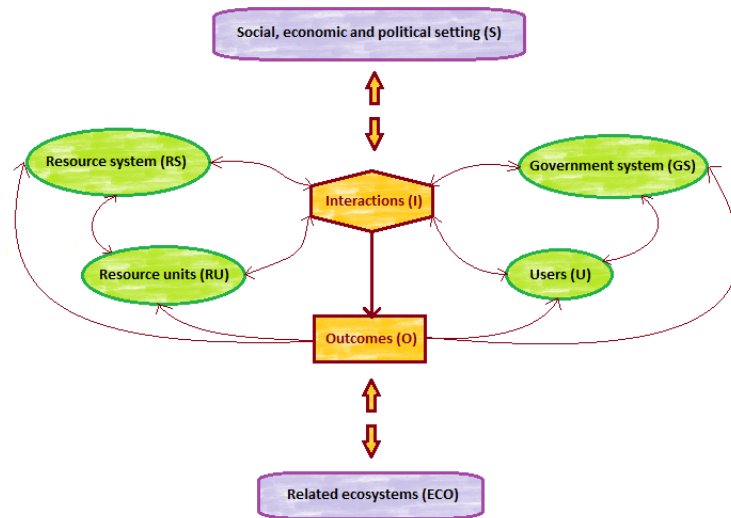 Social, economic and political setting (S)
Resource system (RS)
Government system (GS)
Interactions (I)
Resource units (RU)
Users (U)
Outcomes (O)
Related ecosystems (ECO)